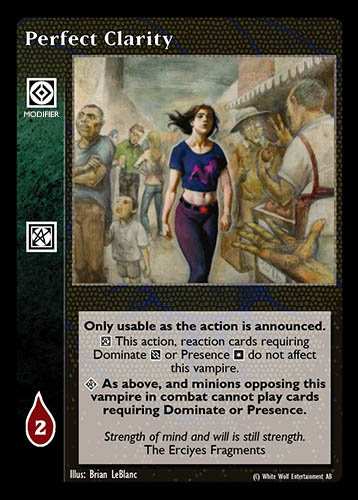 Perfect Clarity
MODIFIER
AM
Only usable as the action is announced.
This action, reaction cards requiring
Dominate or Presence do not affect
this vampire.
As above, and minions opposing this
vampire in combat cannot play cards
requiring Dominate or Presence.
Strength of mind and will is still strength.
The Erciyes Fragments
2
Illus: Brian LeBlanc
(C) White Wolf Entertainment AB